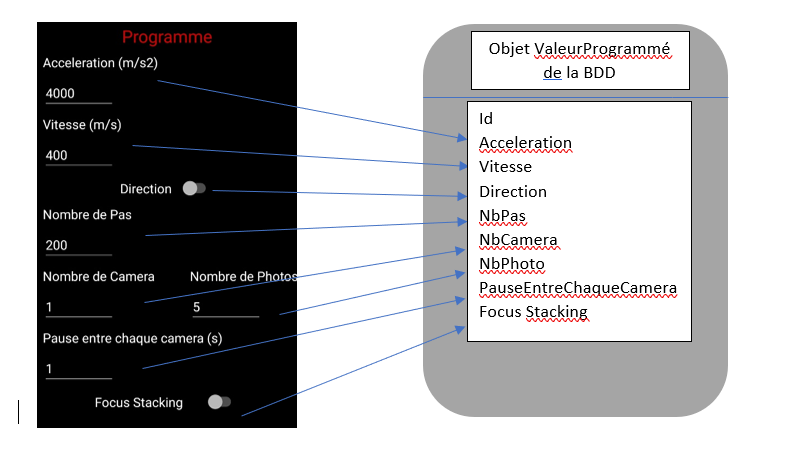 Programme
Acceleration (m/s2)
4000
Vitesse (m/s)
400
Direction
Nombre de Pas
200
Nombre de Camera Nombre de Photos
1 5
Pause entre chaque camera (s)
1
Focus Stacking
Objet ValeurProgrammé
de la BDD
Id
Acceleration
Vitesse
Direction
NbPas
NbCamera
NbPhoto
PauseEntreChaqueCamera
Focus Stacking